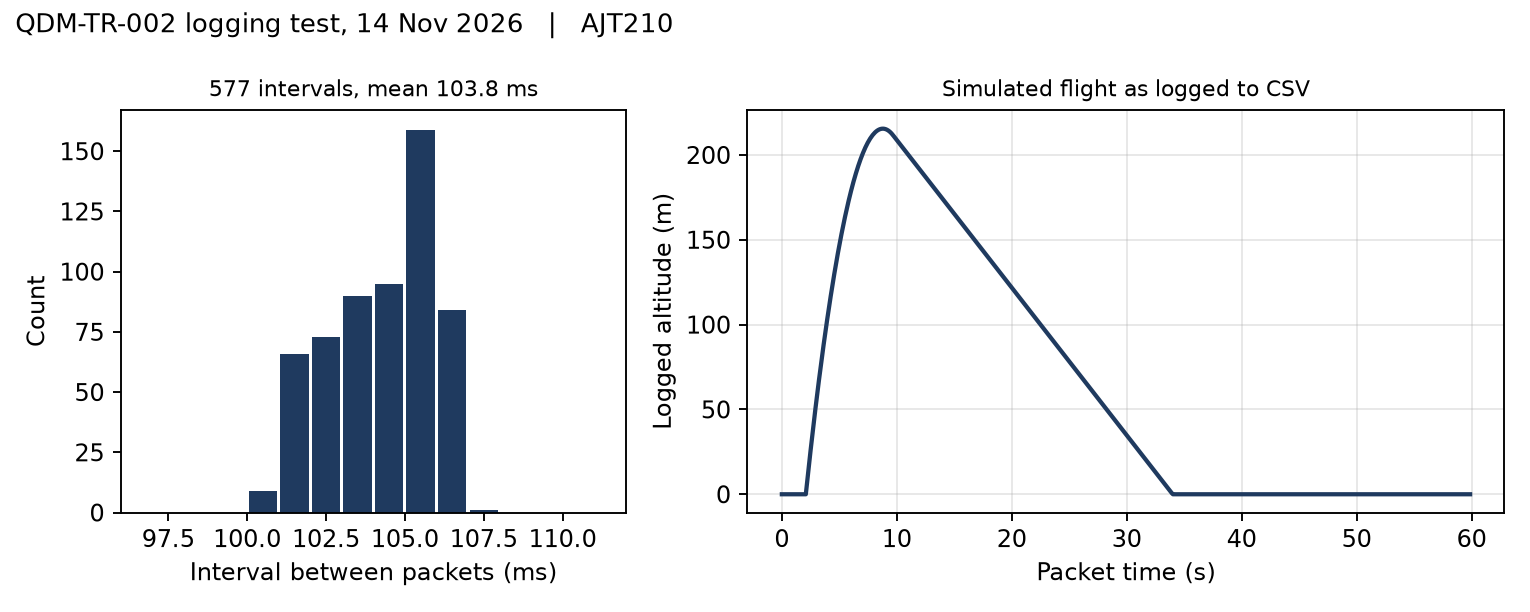 QDM-TR-002 logging test, 14 Nov 2026   |   AJT210
577 intervals, mean 103.8 ms
150
125
100
75
50
25
0
Count
97.5 100.0 102.5 105.0 107.5 110.0
Interval between packets (ms)
Simulated flight as logged to CSV
200
150
100
50
0
Logged altitude (m)
0 10 20 30 40 50 60
Packet time (s)